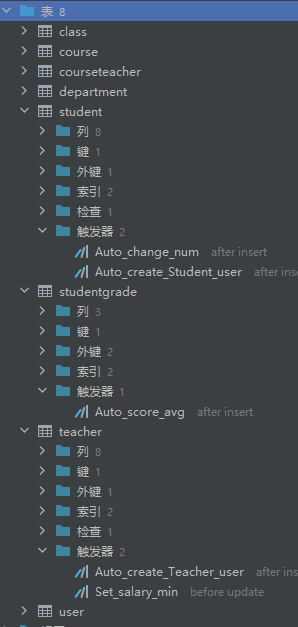 表 8
class
course
courseteacher
department
student
列 8
键 1
外键 1
索引 2
检查 1
触发器 2
Auto_change_num after insert
Auto_create_Student_user after ins
studentgrade
列 3
键 1
外键 2
索引 2
触发器 1
Auto_score_avg after insert
teacher
列 8
键 1
外键 1
索引 2
检查 1
触发器 2
Auto_create_Teacher_user after ins
Set_salary_min before update
user